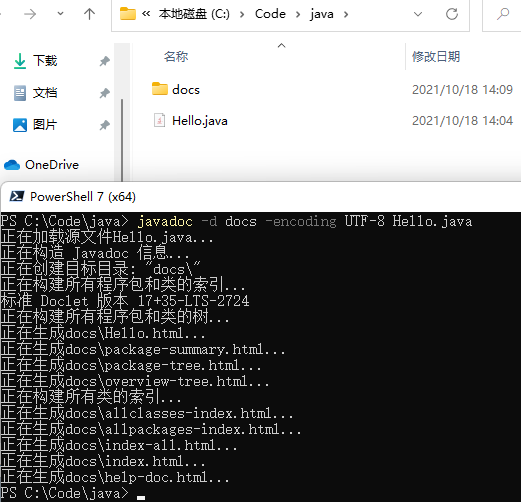 « 本地磁盘 (C:) › Code › java ›
名称 修改日期
下载
文档
图片
OneDrive
docs 2021/10/18 14:09
Hello.java 2021/10/18 14:04
PowerShell 7 (x64)
PS C:\Code\java> javadoc -d docs -encoding UTF-8 Hello.java
正在加载源文件Hello.java...
正在构造 Javadoc 信息...
正在创建目标目录: "docs\"
正在构建所有程序包和类的索引...
标准 Doclet 版本 17+35-LTS-2724
正在构建所有程序包和类的树...
正在生成docs\Hello.html...
正在生成docs\package-summary.html...
正在生成docs\package-tree.html...
正在生成docs\overview-tree.html...
正在构建所有类的索引...
正在生成docs\allclasses-index.html...
正在生成docs\allpackages-index.html...
正在生成docs\index-all.html...
正在生成docs\index.html...
正在生成docs\help-doc.html...
PS C:\Code\java>